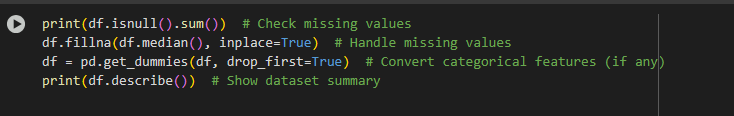 print(df.isnull().sum())  # Check missing values
df.fillna(df.median(), inplace=True)  # Handle missing values
df = pd.get_dummies(df, drop_first=True)  # Convert categorical features (if any)
print(df.describe())  # Show dataset summary